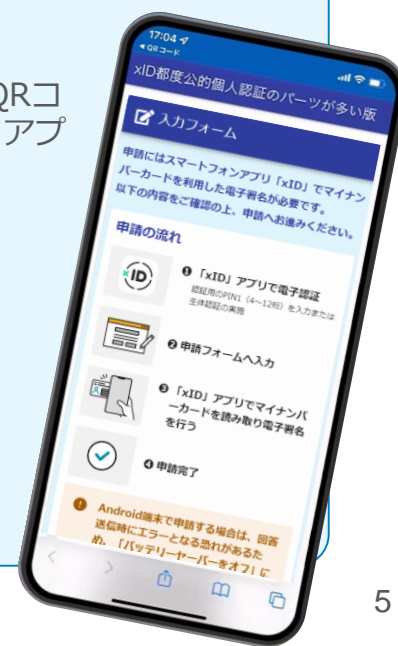 QRコ
アプ
17:04
◀ QRコード
xID都度公的個人認証のパーツが多い版
入力フォーム
申請にはスマートフォンアプリ「xID」でマイナン
バーカードを利用した電子署名が必要です。
以下の内容をご確認の上、申請へお進みください。
申請の流れ
xID
❶ 「xID」アプリで電子認証
認証用のPIN1（4〜12桁）を入力または
生体認証の実施
❷ 申請フォームへ入力
❸ 「xID」アプリでマイナンバ
ーカードを読み取り電子署名
を行う
❹ 申請完了
Android端末で申請する場合は、回答
送信時にエラーとなる恐れがあるた
め、「バッテリーセーバーをオフ」に
5